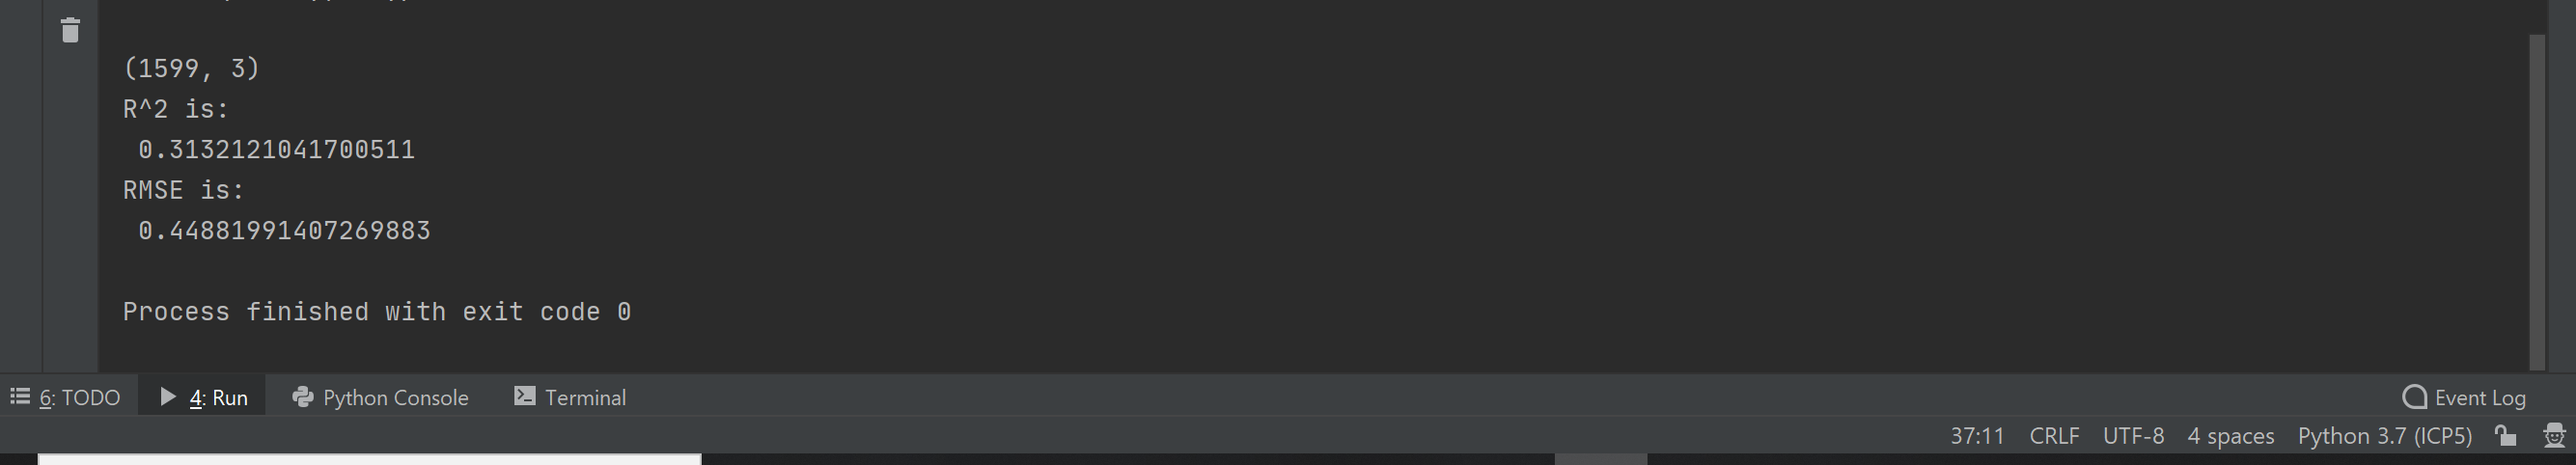 (1599, 3)
R^2 is:
 0.3132121041700511
RMSE is:
 0.44881991407269883
Process finished with exit code 0
6: TODO 4: Run Python Console Terminal Event Log
37:11 CRLF UTF-8 4 spaces Python 3.7 (ICP5)